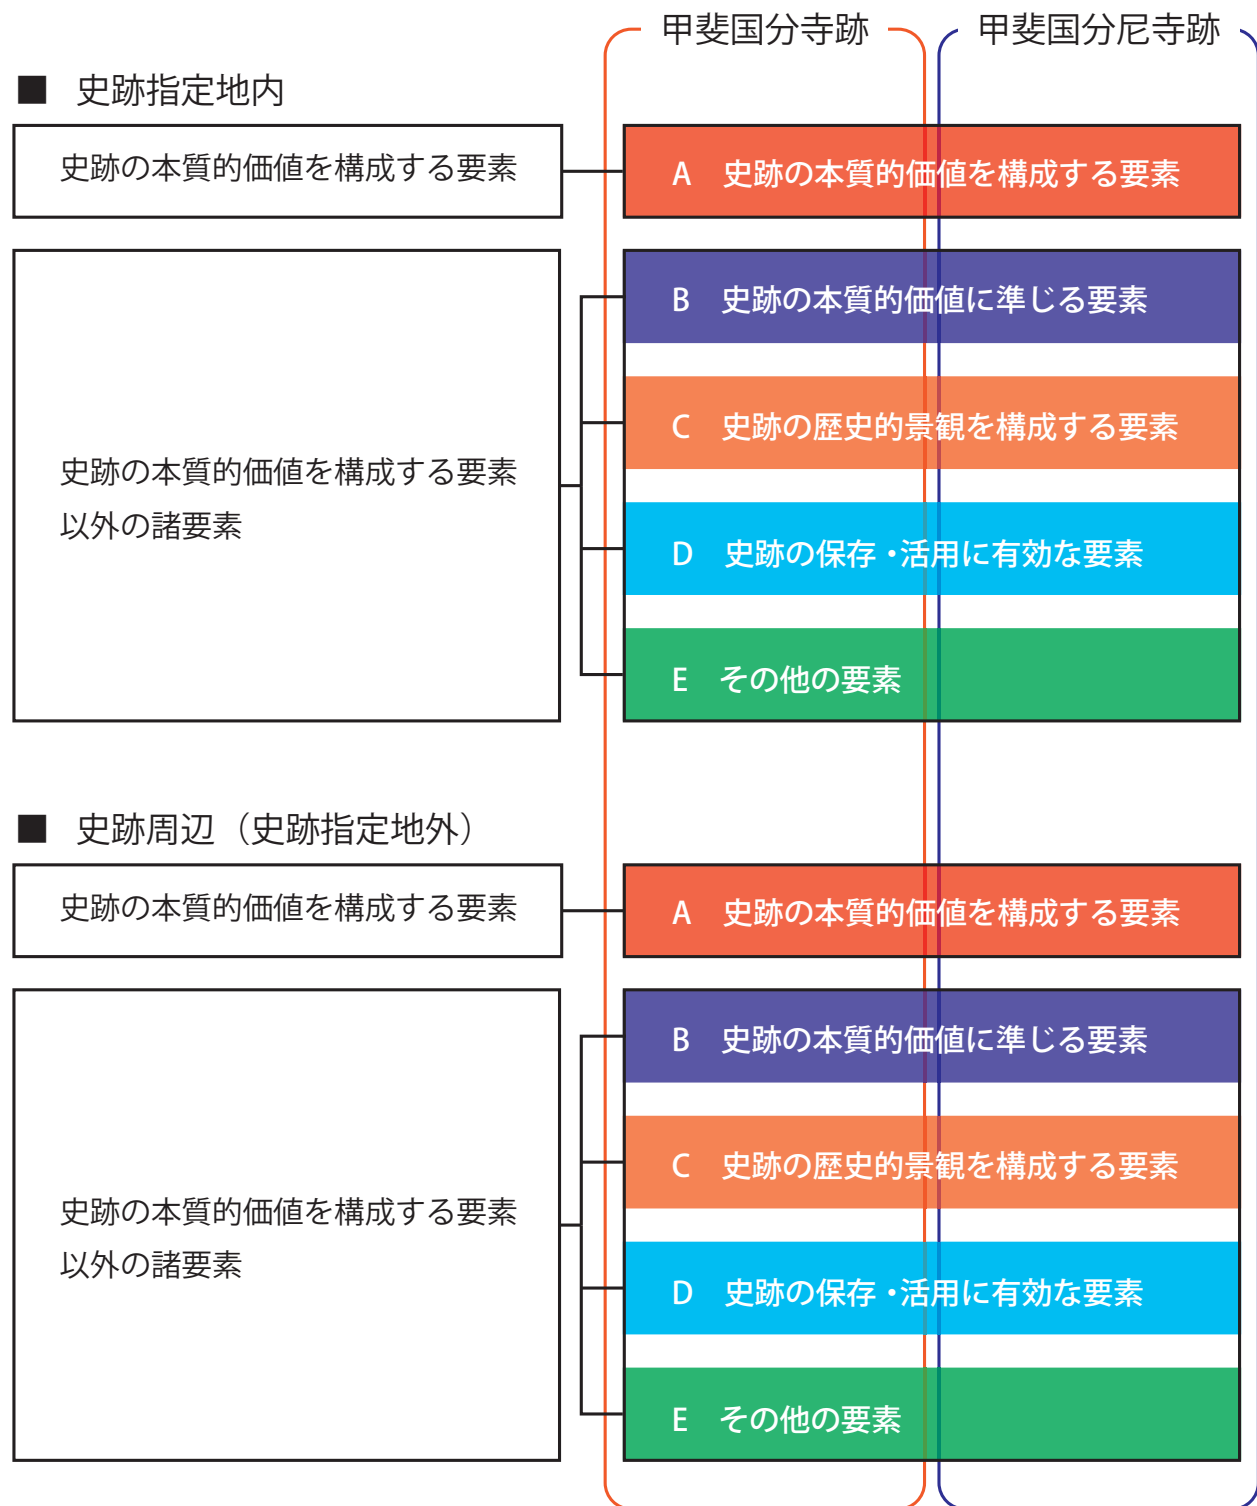 甲斐国分寺跡
甲斐国分尼寺跡
■ 史跡指定地内
史跡の本質的価値を構成する要素
A 史跡の本質的価値を構成する要素
史跡の本質的価値を構成する要素
以外の諸要素
B 史跡の本質的価値に準じる要素
C 史跡の歴史的景観を構成する要素
D 史跡の保存・活用に有効な要素
E その他の要素
■ 史跡周辺（史跡指定地外）
史跡の本質的価値を構成する要素
A 史跡の本質的価値を構成する要素
史跡の本質的価値を構成する要素
以外の諸要素
B 史跡の本質的価値に準じる要素
C 史跡の歴史的景観を構成する要素
D 史跡の保存・活用に有効な要素
E その他の要素